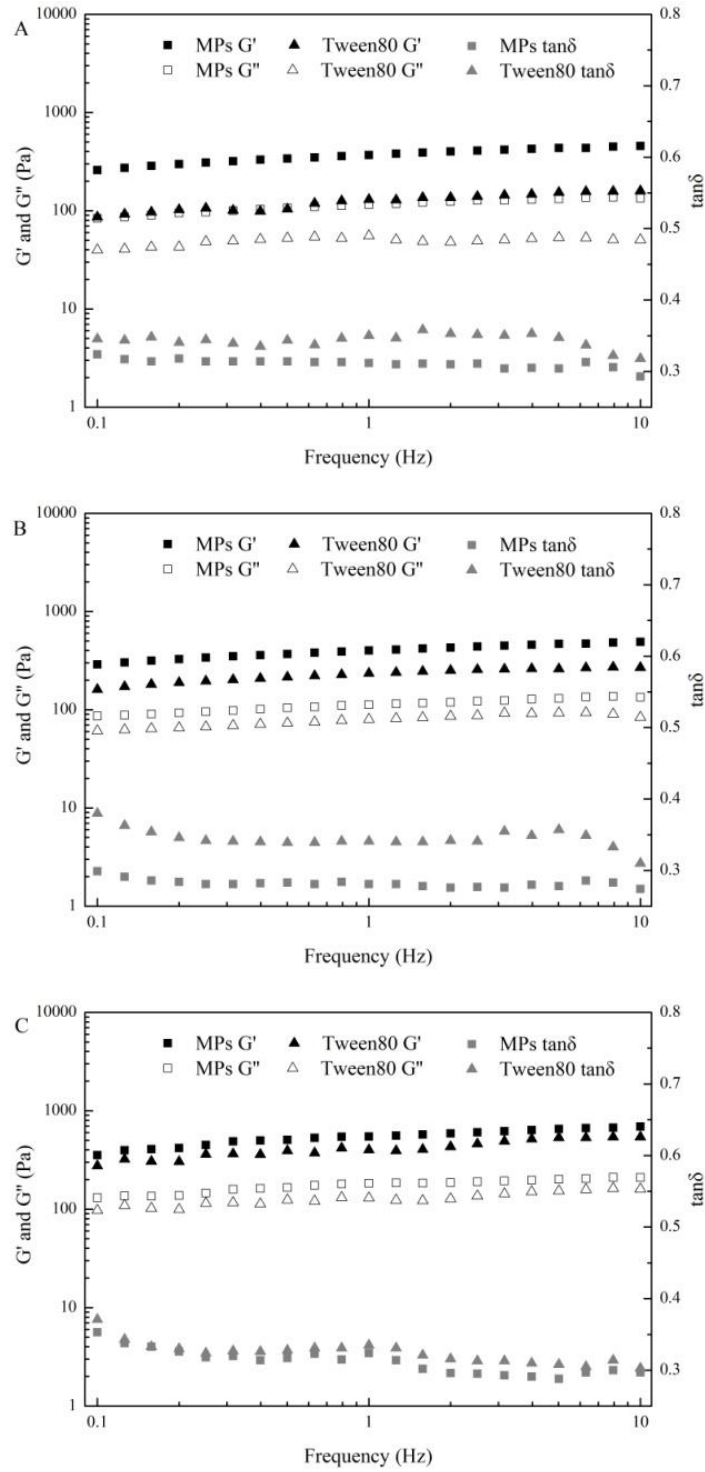 A
MPs G' Tween80 G' MPs tanδ
MPs G'' Tween80 G'' Tween80 tanδ
10000
1000
100
10
1
G' and G'' (Pa)
0.8
0.7
0.6
0.5
0.4
0.3
tanδ
0.1 1 10
Frequency (Hz)
B
MPs G' Tween80 G' MPs tanδ
MPs G'' Tween80 G'' Tween80 tanδ
10000
1000
100
10
1
G' and G'' (Pa)
0.8
0.7
0.6
0.5
0.4
0.3
tanδ
0.1 1 10
Frequency (Hz)
C
MPs G' Tween80 G' MPs tanδ
MPs G'' Tween80 G'' Tween80 tanδ
10000
1000
100
10
1
G' and G'' (Pa)
0.8
0.7
0.6
0.5
0.4
0.3
tanδ
0.1 1 10
Frequency (Hz)